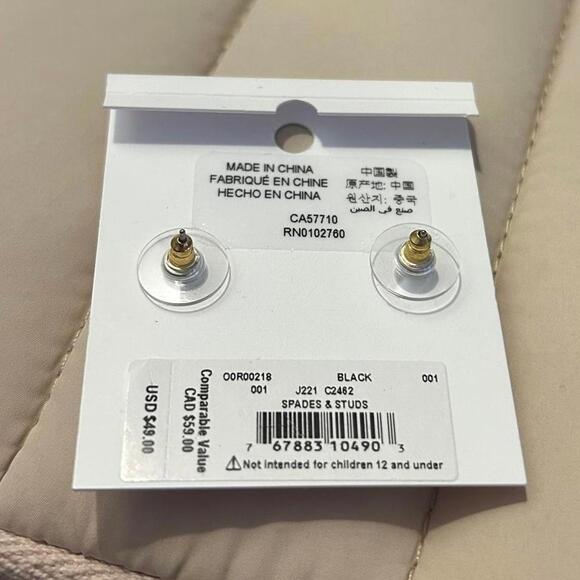 MADE IN CHINA
FABRIQUÉ EN CHINE
HECHO EN CHINA
中国製
原产地: 中国
원산지: 중국
صنع في الصين
CA57710
RN0102760
Comparable Value
CAD $59.00
USD $49.00
O0R00218 BLACK 001
001 J221 C2462
SPADES & STUDS
7 67883 10490 3
⚠Not intended for children 12 and under